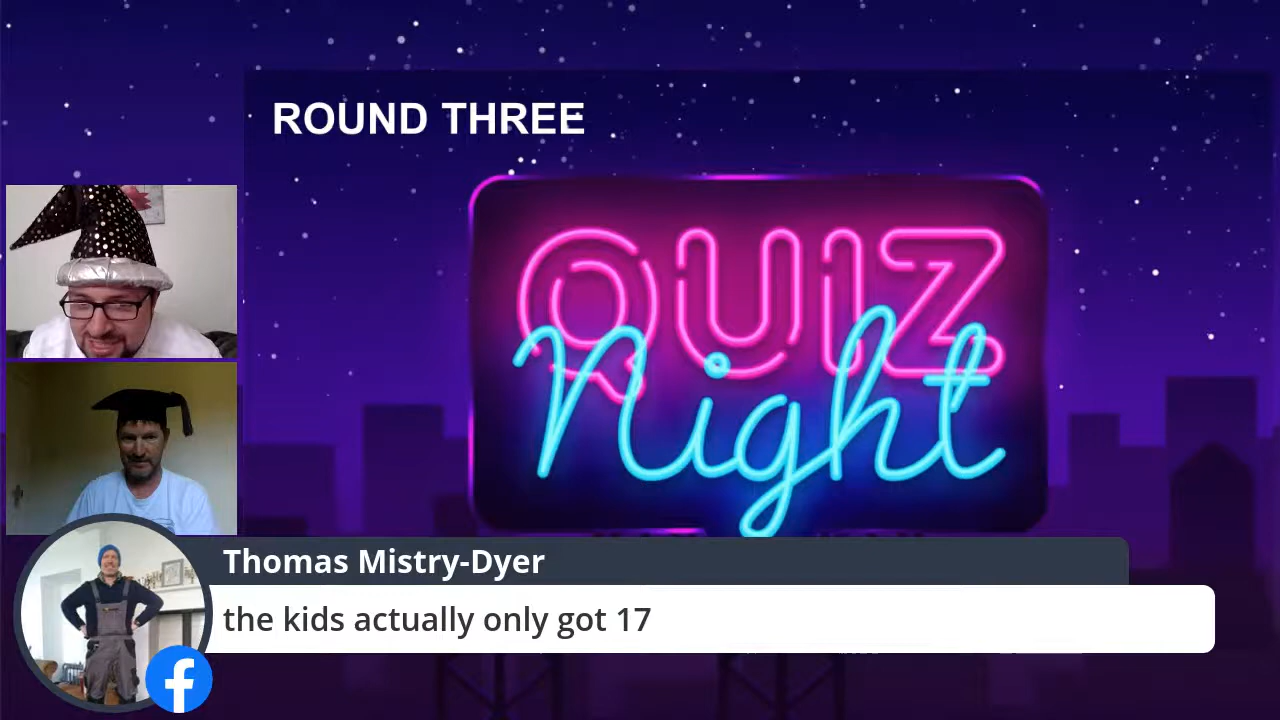 ROUND THREE
QUIZ
Night
Thomas Mistry-Dyer
the kids actually only got 17